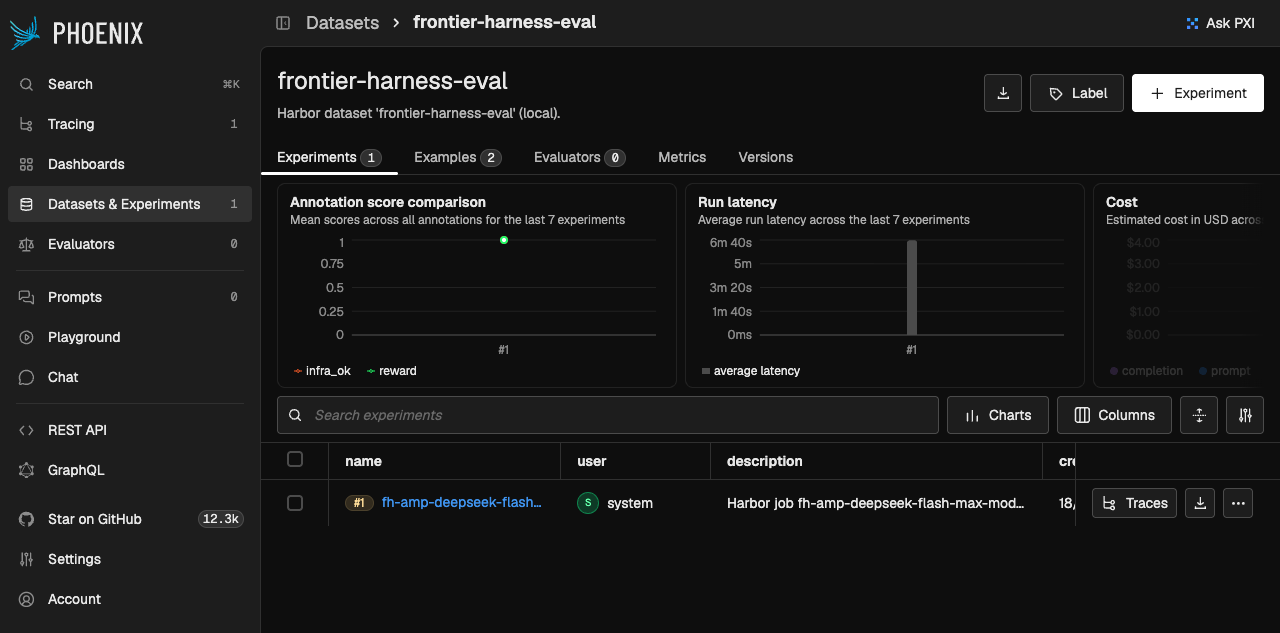 PHOENIX
Search ⌘K
Tracing 1
Dashboards
Datasets & Experiments 1
Evaluators 0
Prompts 0
Playground
Chat
REST API
GraphQL
Star on GitHub 12.3k
Settings
Account
Datasets › frontier-harness-eval
Ask PXI
frontier-harness-eval
Harbor dataset 'frontier-harness-eval' (local).
Label
+ Experiment
Experiments 1
Examples 2
Evaluators 0
Metrics
Versions
Annotation score comparison
Mean scores across all annotations for the last 7 experiments
1
0.75
0.5
0.25
0
#1
infra_ok reward
Run latency
Average run latency across the last 7 experiments
6m 40s
5m
3m 20s
1m 40s
0ms
#1
average latency
Cost
Estimated cost in USD acros
$4.00
$3.00
$2.00
$1.00
$0.00
completion prompt
Search experiments
Charts
Columns
name user description cre
#1 fh-amp-deepseek-flash... S system Harbor job fh-amp-deepseek-flash-max-mod... 18/ Traces